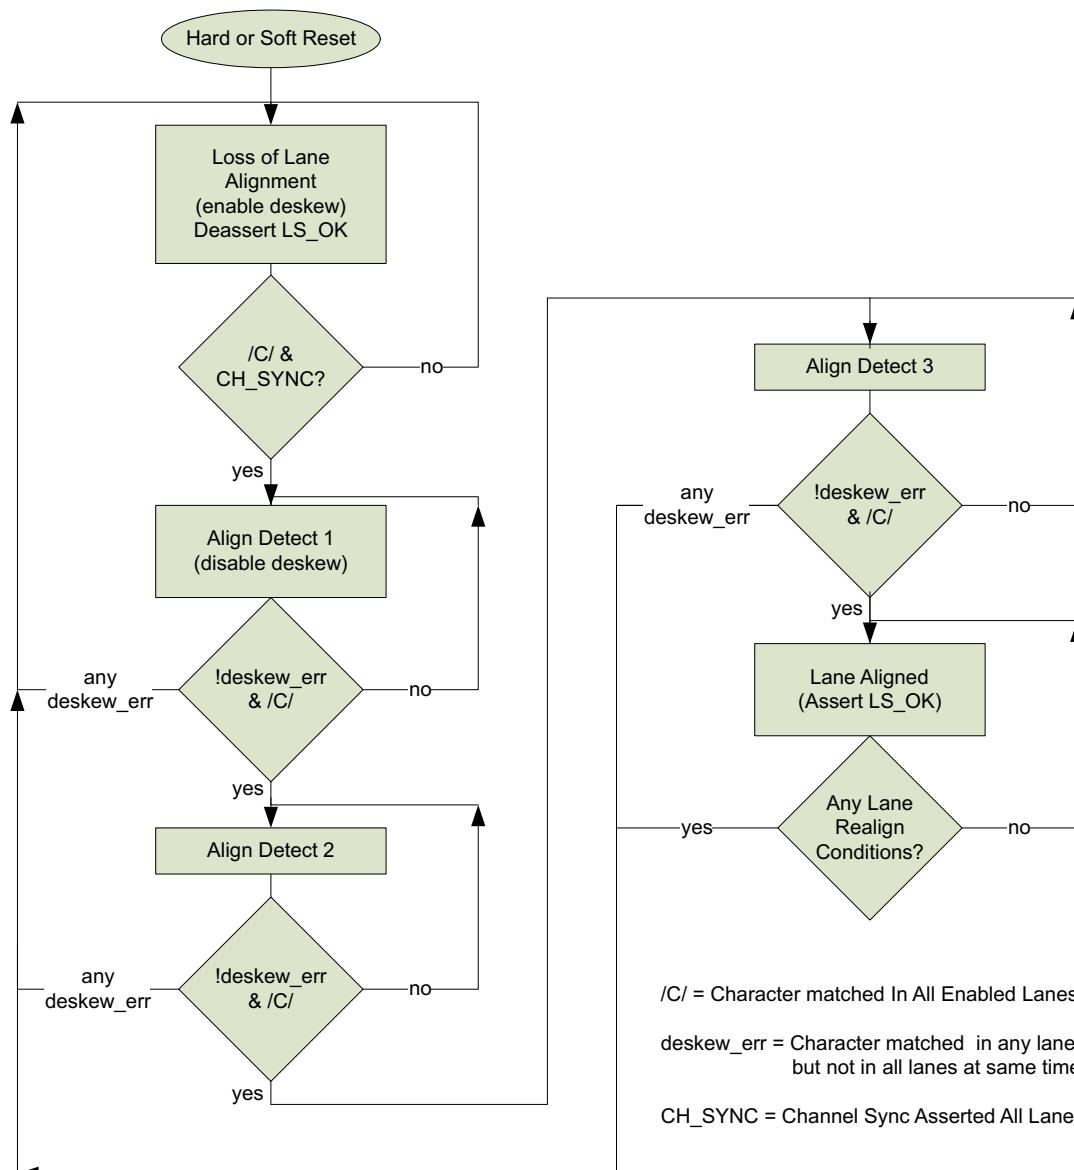 Hard or Soft Reset
Loss of Lane
Alignment
(enable deskew)
Deassert LS_OK
/C/ &
CH_SYNC?
no
yes
Align Detect 1
(disable deskew)
any
deskew_err
!deskew_err
& /C/
no
yes
Align Detect 2
any
deskew_err
!deskew_err
& /C/
no
yes
Align Detect 3
any
deskew_err
!deskew_err
& /C/
no
yes
Lane Aligned
(Assert LS_OK)
yes
Any Lane
Realign
Conditions?
no
/C/ = Character matched In All Enabled Lanes
deskew_err = Character matched in any lane
but not in all lanes at same time
CH_SYNC = Channel Sync Asserted All Lane